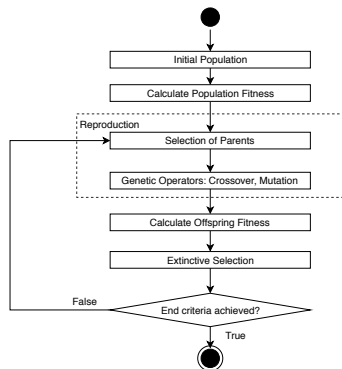 Initial Population
Calculate Population Fitness
Reproduction
Selection of Parents
Genetic Operators: Crossover, Mutation
Calculate Offspring Fitness
Extinctive Selection
False
End criteria achieved?
True